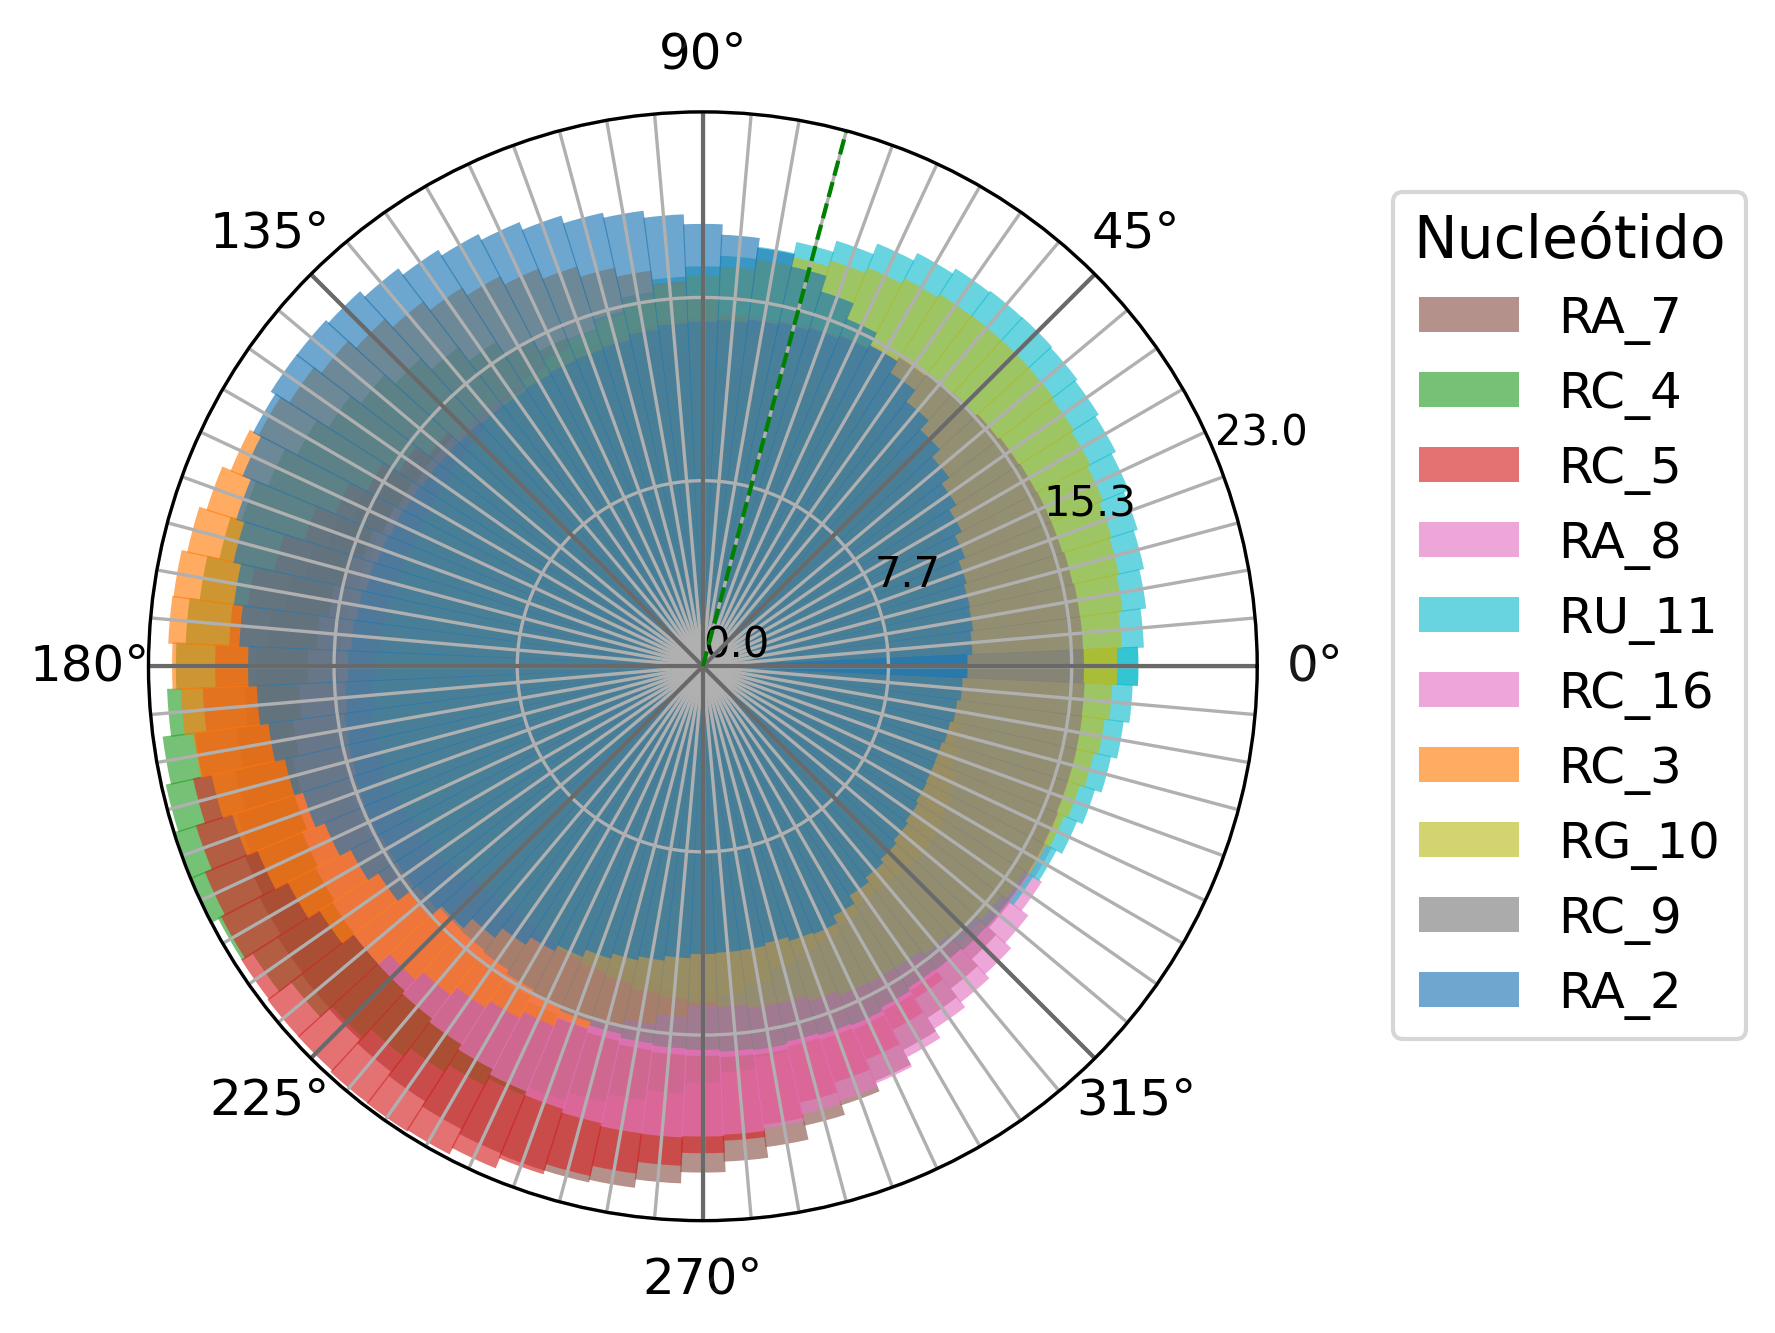 90°
135°
45°
23.0
15.3
7.7
0.0
180°
0°
225°
315°
270°
Nucleótido
RA_7
RC_4
RC_5
RA_8
RU_11
RC_16
RC_3
RG_10
RC_9
RA_2